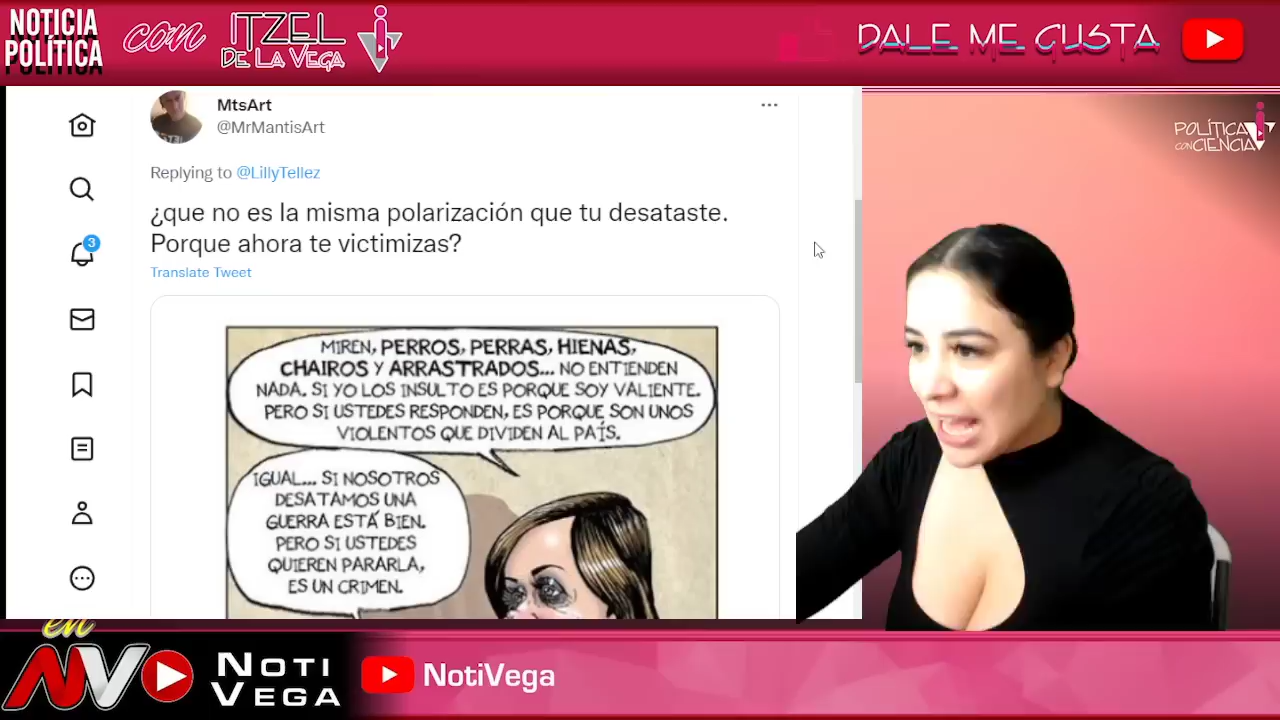 NOTICIA
POLÍTICA
con
ITZEL
DE LA VEGA
DALE ME GUSTA
POLÍTICA
CON CIENCIA
MtsArt
@MrMantisArt
Replying to @LillyTellez
¿que no es la misma polarización que tu desataste.
Porque ahora te victimizas?
Translate Tweet
3
MIREN, PERROS, PERRAS, HIENAS,
CHAIROS Y ARRASTRADOS... NO ENTIENDEN
NADA. SI YO LOS INSULTO ES PORQUE SOY VALIENTE.
PERO SI USTEDES RESPONDEN, ES PORQUE SON UNOS
VIOLENTOS QUE DIVIDEN AL PAÍS.
IGUAL... SI NOSOTROS
DESATAMOS UNA
GUERRA ESTÁ BIEN.
PERO SI USTEDES
QUIEREN PARARLA,
ES UN CRIMEN.
en
NV
NOTI
VEGA
NotiVega